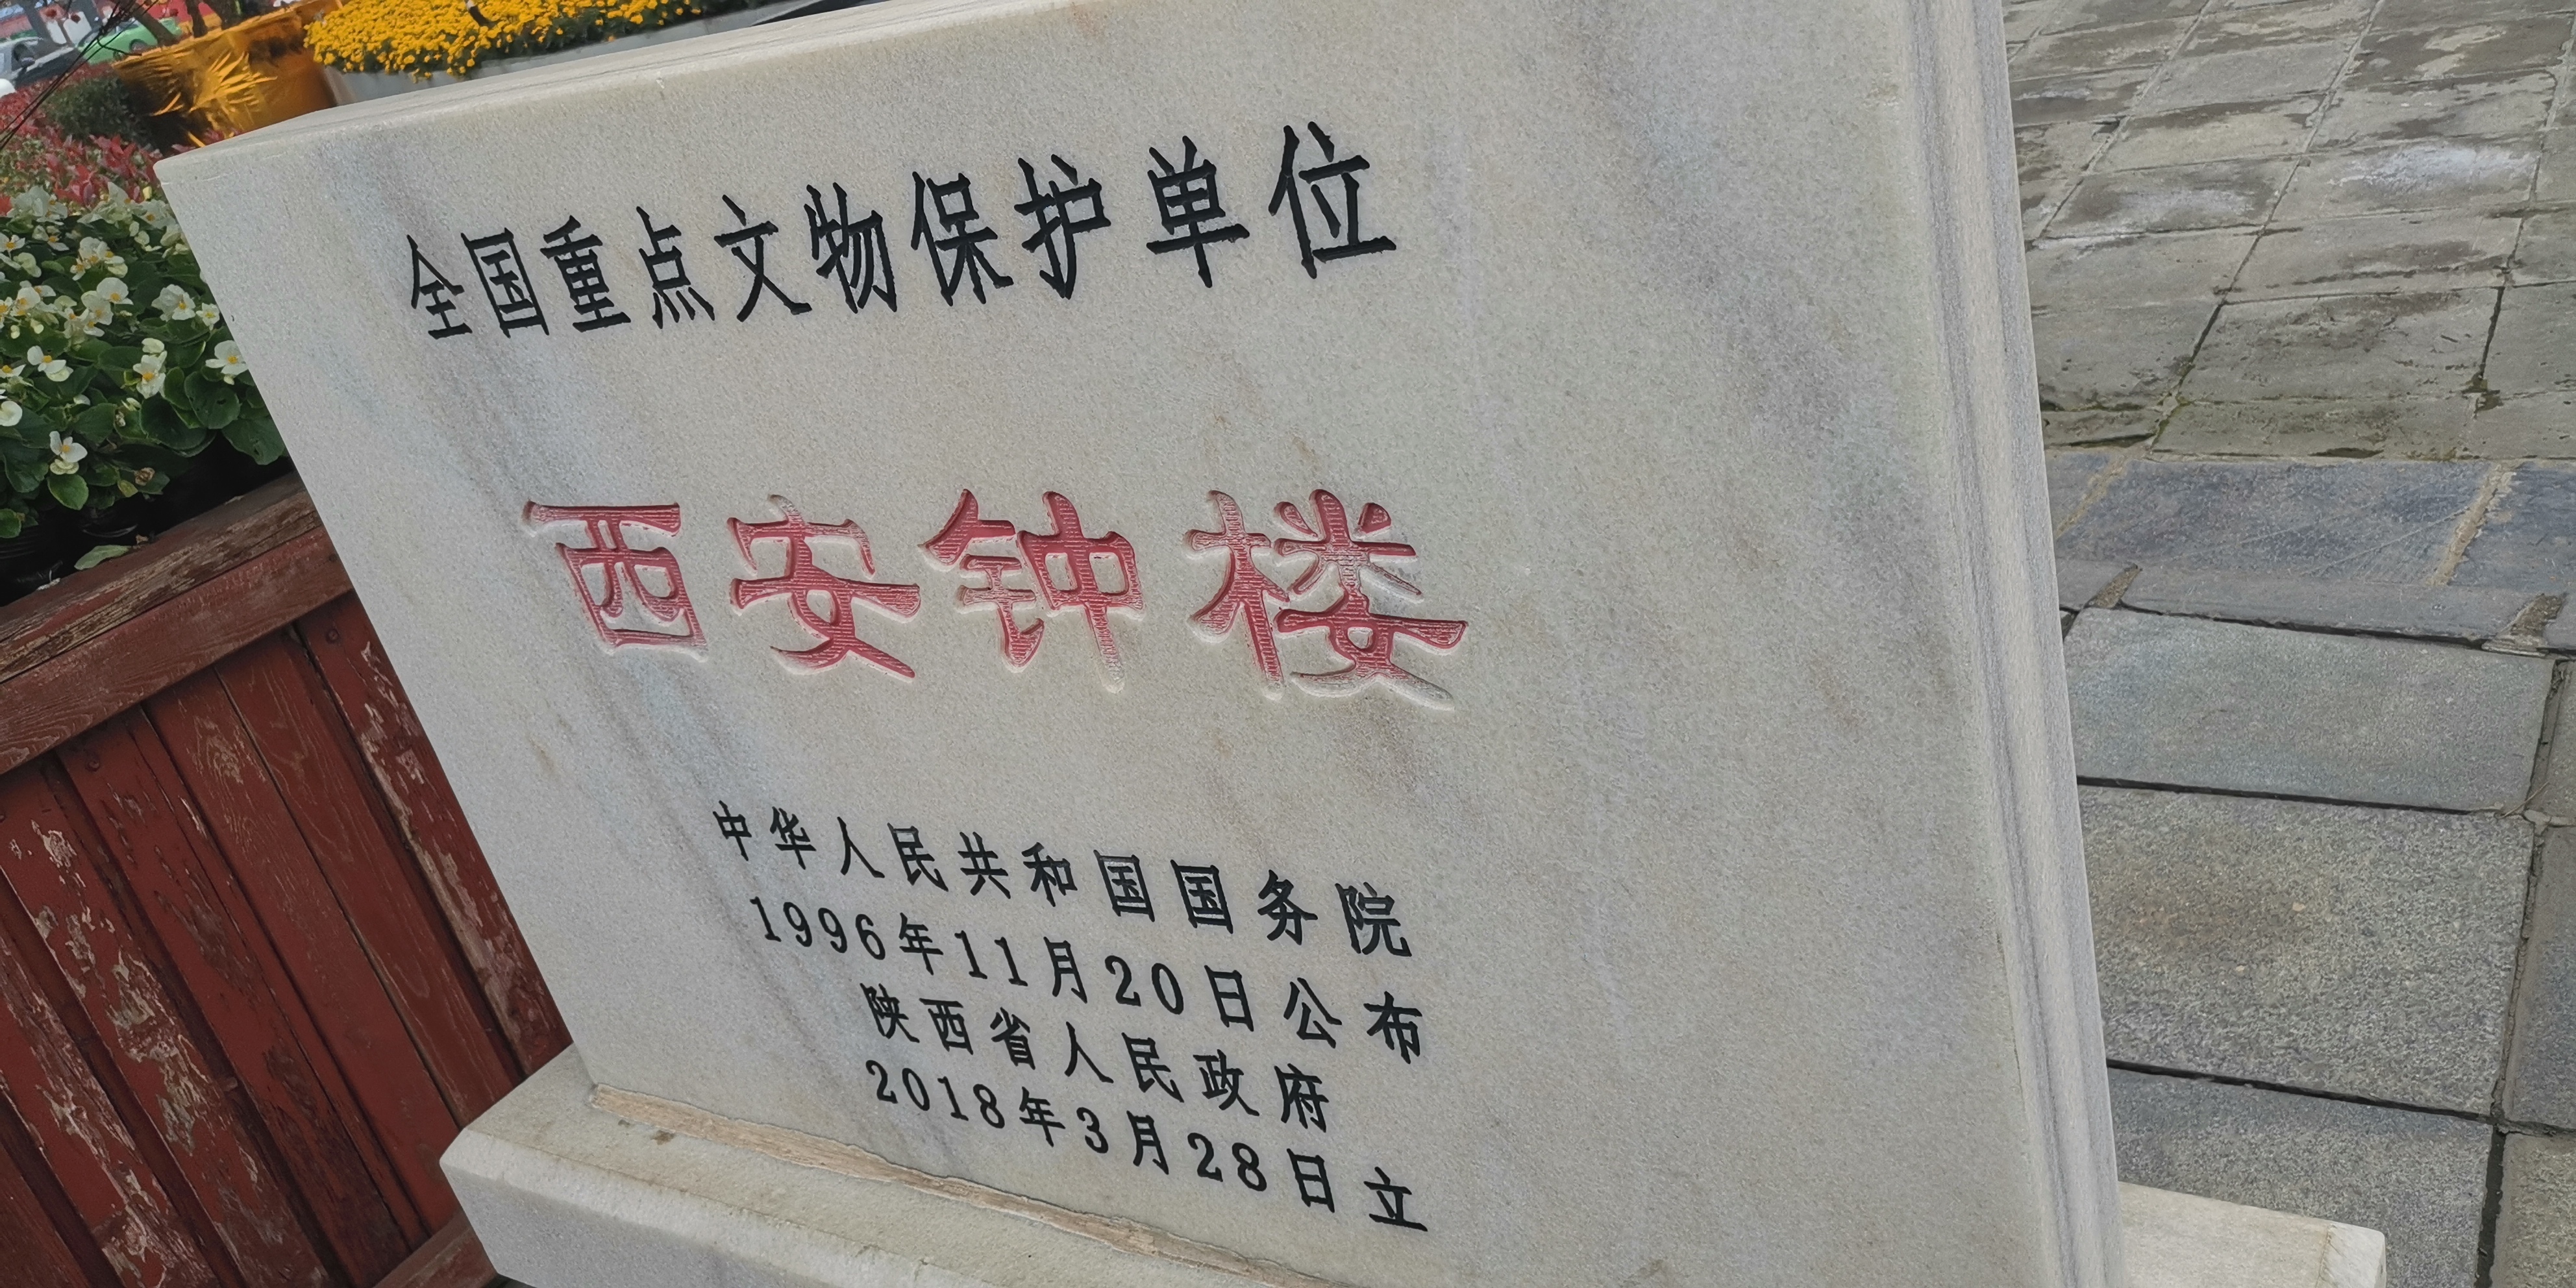 全国重点文物保护单位
西安钟楼
中华人民共和国国务院
1996年11月20日公布
陕西省人民政府
2018年3月28日立